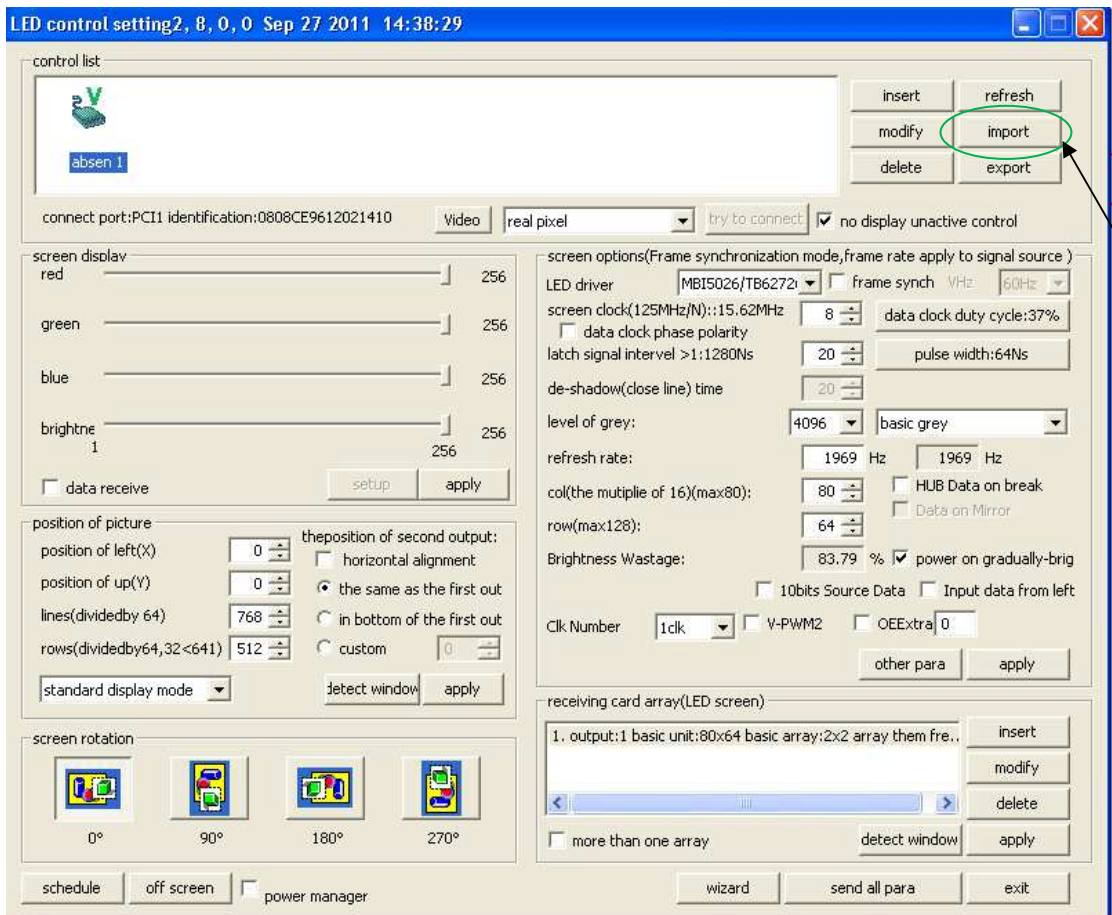 LED control setting2, 8, 0, 0 Sep 27 2011 14:38:29
control list
absen 1
insert refresh
modify import
delete export
connect port:PCI1 identification:0808CE9612021410 Video real pixel try to connect no display unactive control
screen display
red 256
green 256
blue 256
brightne 256
1 256
data receive setup apply
position of picture
position of left(X) 0
position of up(Y) 0
lines(dividedby 64) 768
rows(dividedby64,32<641) 512
standard display mode
theposition of second output:
horizontal alignment
the same as the first out
in bottom of the first out
custom 0
detect window apply
screen rotation
0° 90° 180° 270°
screen options(Frame synchronization mode,frame rate apply to signal source )
LED driver MBI5026/TB6272 frame synch VHz 60Hz
screen clock(125MHz/N)::15.62MHz 8 data clock duty cycle:37%
data clock phase polarity
latch signal intervel >1:1280Ns 20 pulse width:64Ns
de-shadow(close line) time 20
level of grey: 4096 basic grey
refresh rate: 1969 Hz 1969 Hz
col(the mutiplie of 16)(max80): 80 HUB Data on break
Data on Mirror
row(max128): 64
Brightness Wastage: 83.79 % power on gradually-brig
10bits Source Data Input data from left
Clk Number 1clk V-PWM2 OEExtra 0
other para apply
receiving card array(LED screen)
1. output:1 basic unit:80x64 basic array:2x2 array them fre..
insert
modify
delete
more than one array detect window apply
schedule off screen power manager wizard send all para exit